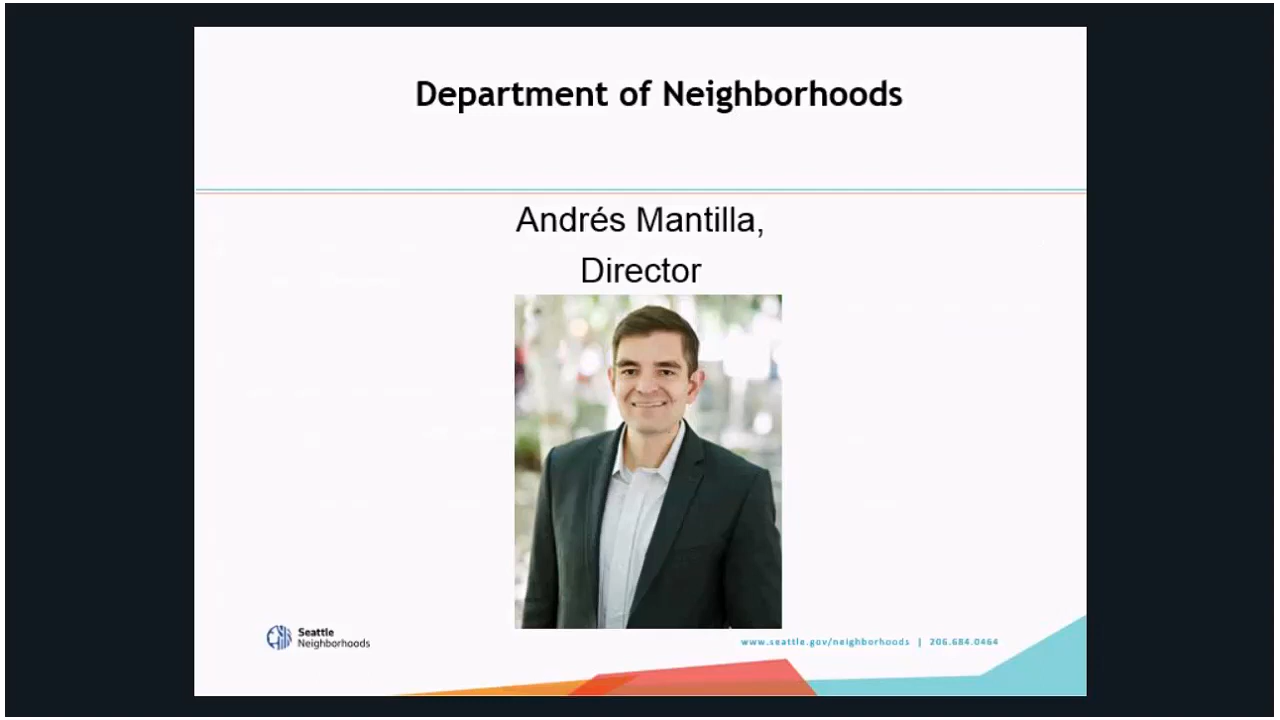 Department of Neighborhoods
Andrés Mantilla,
Director
Seattle
Neighborhoods
www.seattle.gov/neighborhoods | 206.684.0464